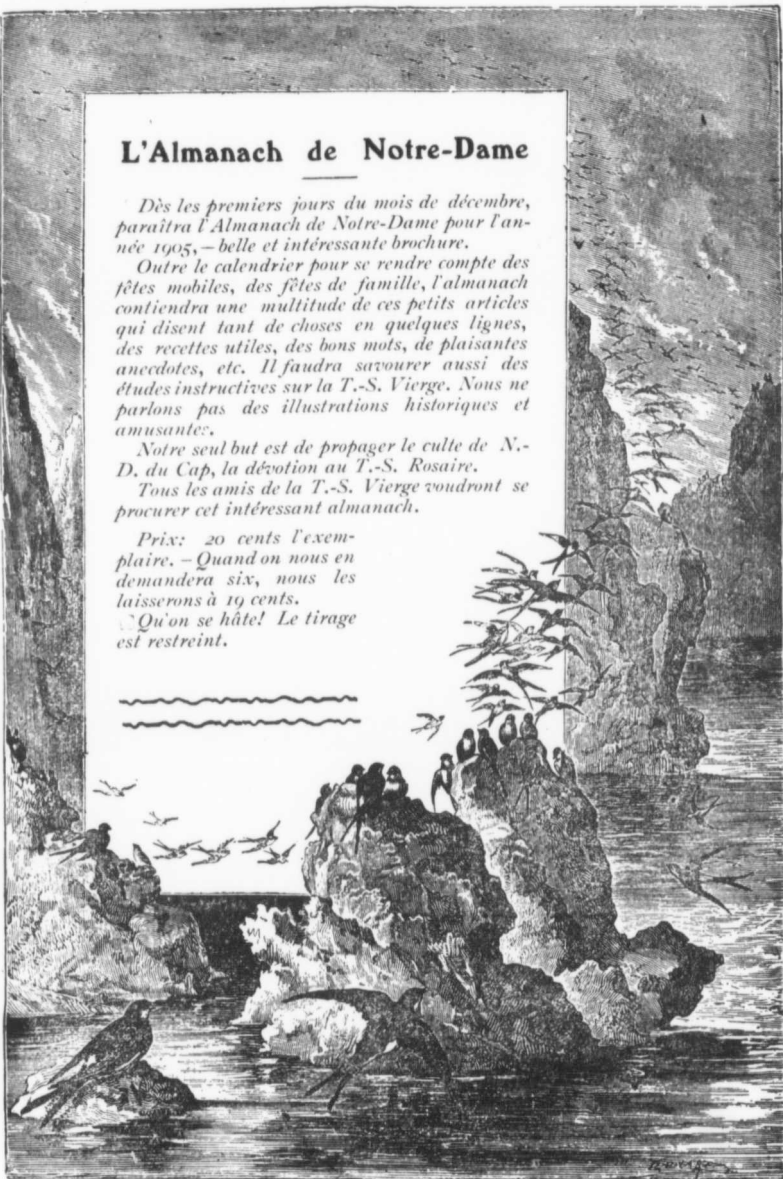 L'Almanach de Notre-Dame
Dès les premiers jours du mois de décembre,
paraîtra l'Almanach de Notre-Dame pour l'an-
née 1905, – belle et intéressante brochure.
Outre le calendrier pour se rendre compte des
fêtes mobiles, des fêtes de famille, l'almanach
contiendra une multitude de ces petits articles
qui disent tant de choses en quelques lignes,
des recettes utiles, des bons mots, de plaisantes
anecdotes, etc. Il faudra savourer aussi des
études instructives sur la T.-S. Vierge. Nous ne
parlons pas des illustrations historiques et
amusantes.
Notre seul but est de propager le culte de N.-
D. du Cap, la dévotion au T.-S. Rosaire.
Tous les amis de la T.-S. Vierge voudront se
procurer cet intéressant almanach.
Prix: 20 cents l'exem-
plaire. – Quand on nous en
demandera six, nous les
laisserons à 19 cents.
Qu'on se hâte! Le tirage
est restreint.